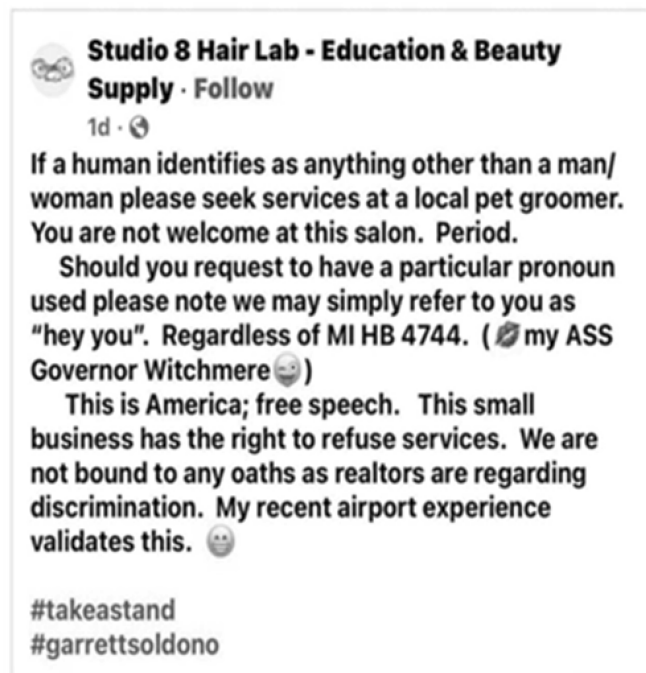 Studio 8 Hair Lab - Education & Beauty
Supply · Follow
1d ·
If a human identifies as anything other than a man/
woman please seek services at a local pet groomer.
You are not welcome at this salon. Period.
Should you request to have a particular pronoun
used please note we may simply refer to you as
“hey you”. Regardless of MI HB 4744. (💋my ASS
Governor Witchmere😜)
This is America; free speech. This small
business has the right to refuse services. We are
not bound to any oaths as realtors are regarding
discrimination. My recent airport experience
validates this. 😬
#takeastand
#garrettsoldono